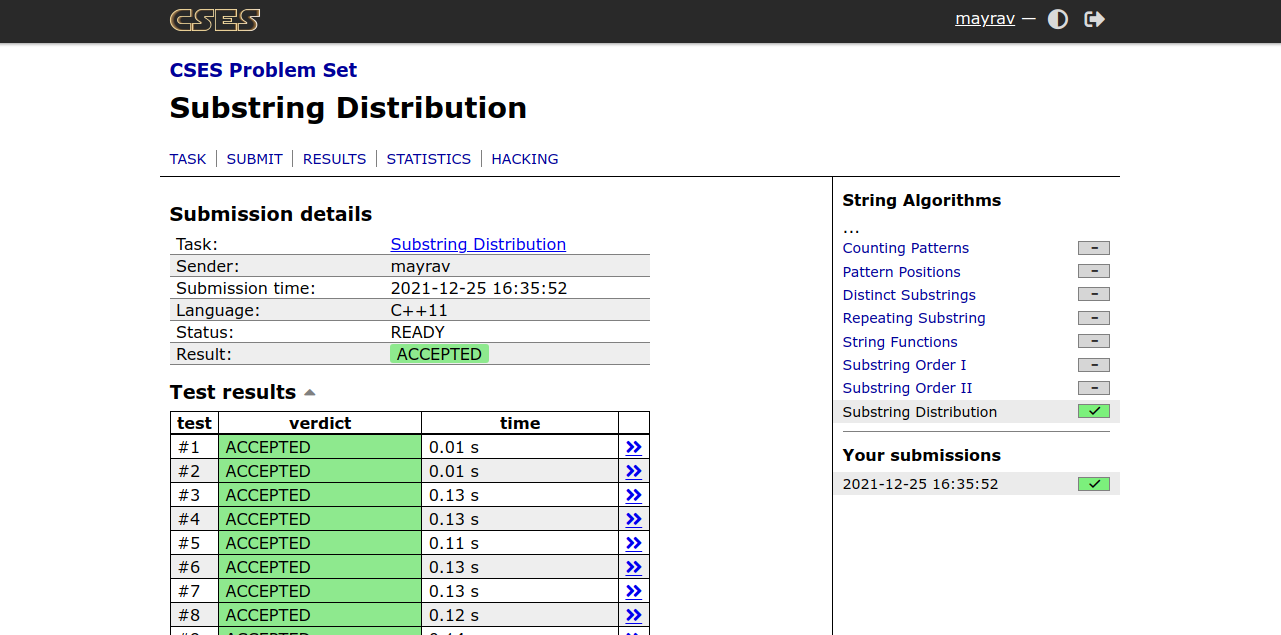 CSES
mayrav —
CSES Problem Set
Substring Distribution
TASK | SUBMIT | RESULTS | STATISTICS | HACKING
Submission details
Task: Substring Distribution
Sender: mayrav
Submission time: 2021-12-25 16:35:52
Language: C++11
Status: READY
Result: ACCEPTED
Test results
test verdict time
#1 ACCEPTED 0.01 s »
#2 ACCEPTED 0.01 s »
#3 ACCEPTED 0.13 s »
#4 ACCEPTED 0.13 s »
#5 ACCEPTED 0.11 s »
#6 ACCEPTED 0.13 s »
#7 ACCEPTED 0.13 s »
#8 ACCEPTED 0.12 s »
String Algorithms
...
Counting Patterns –
Pattern Positions –
Distinct Substrings –
Repeating Substring –
String Functions –
Substring Order I –
Substring Order II –
Substring Distribution ✓
Your submissions
2021-12-25 16:35:52 ✓